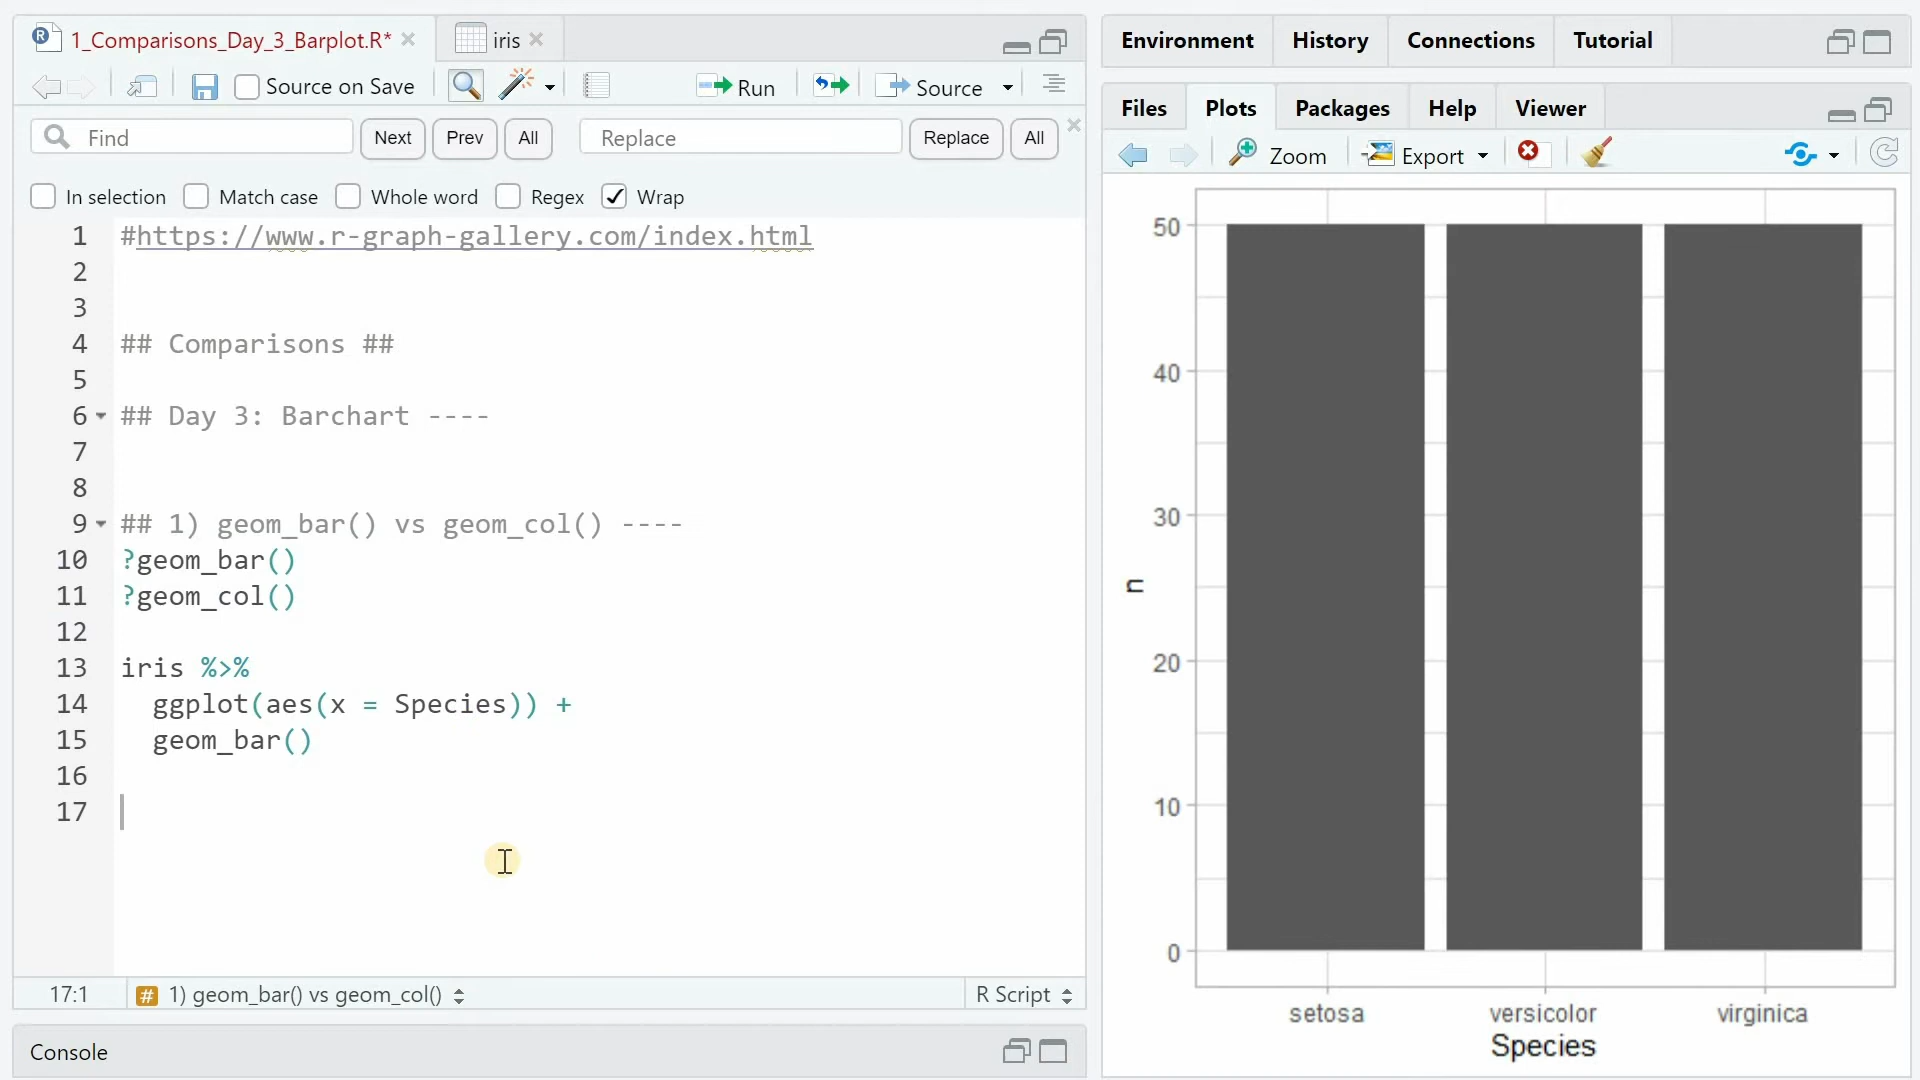 1_Comparisons_Day_3_Barplot.R*
iris
Source on Save
Run
Source
Find
Next
Prev
All
Replace
Replace
All
In selection
Match case
Whole word
Regex
Wrap
1 #https://www.r-graph-gallery.com/index.html
2
3
4 ## Comparisons ##
5
6 ## Day 3: Barchart ----
7
8
9 ## 1) geom_bar() vs geom_col() ----
10 ?geom_bar()
11 ?geom_col()
12
13 iris %>%
14 ggplot(aes(x = Species)) +
15 geom_bar()
16
17
17:1
# 1) geom_bar() vs geom_col()
R Script
Console
Environment
History
Connections
Tutorial
Files
Plots
Packages
Help
Viewer
Zoom
Export
50
40
30
20
10
0
n
setosa
versicolor
virginica
Species